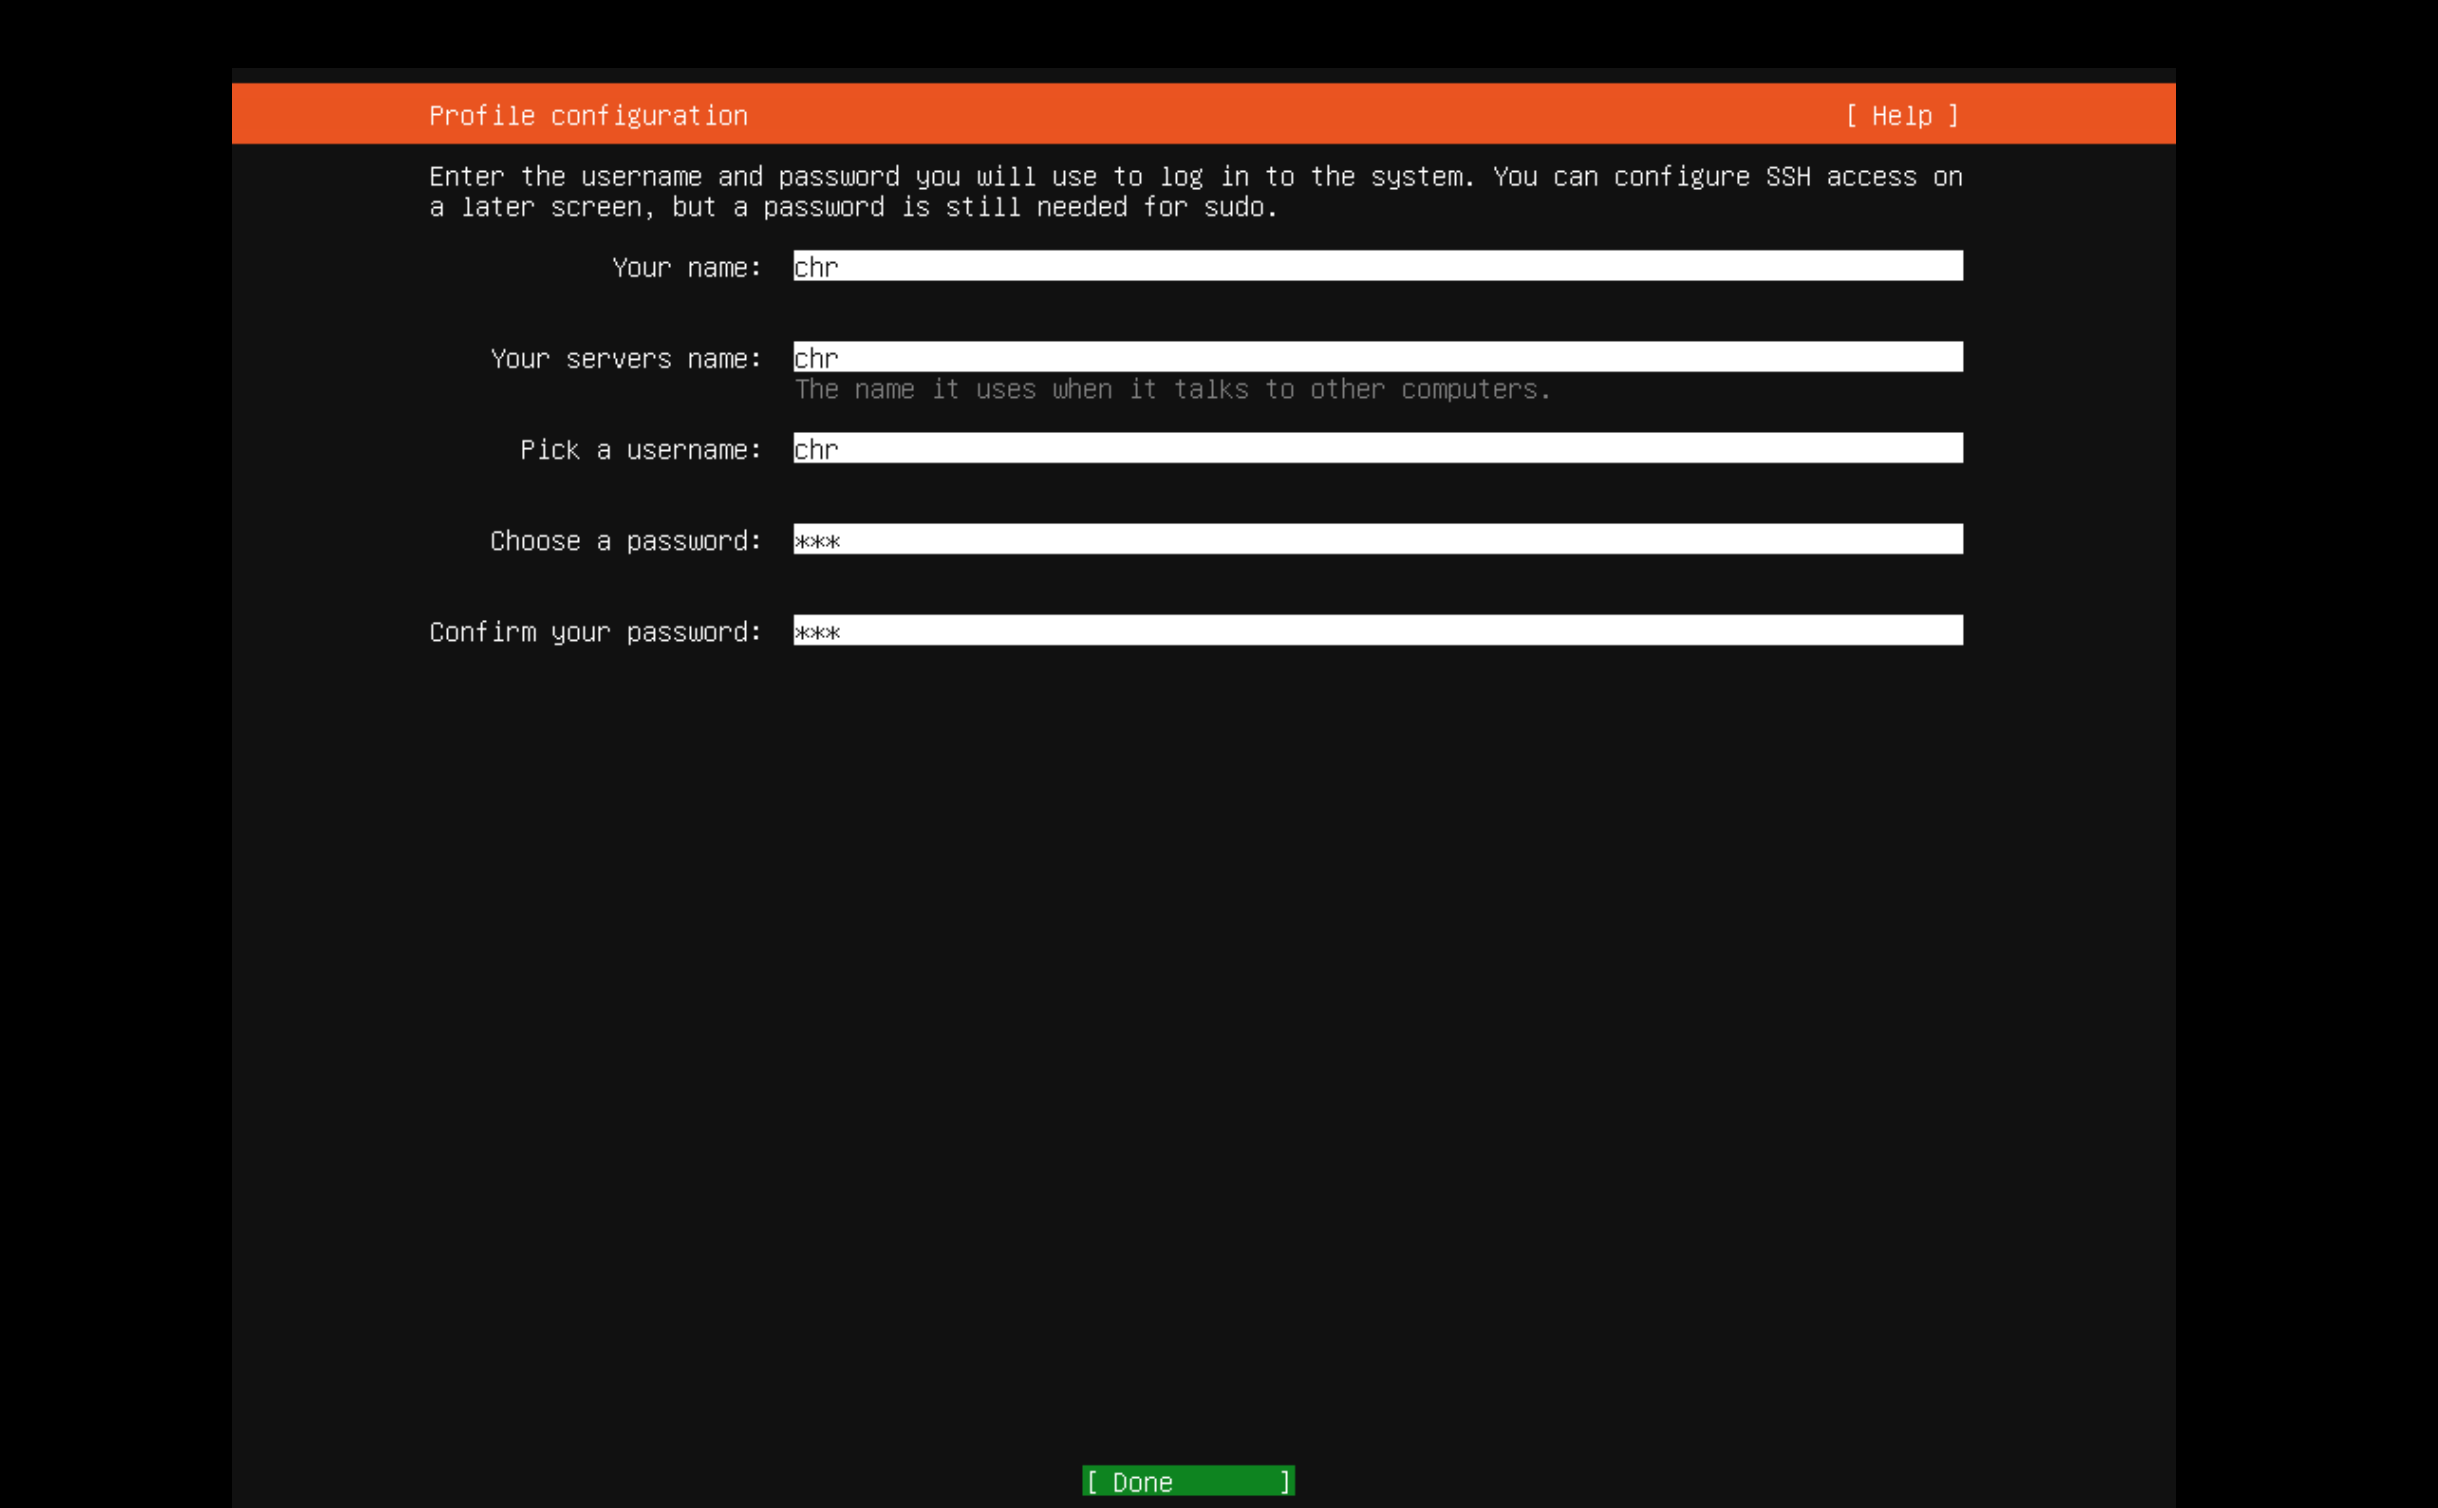 Profile configuration [ Help ]
Enter the username and password you will use to log in to the system. You can configure SSH access on
a later screen, but a password is still needed for sudo.
Your name: chr
Your servers name: chr
The name it uses when it talks to other computers.
Pick a username: chr
Choose a password: ***
Confirm your password: ***
[ Done ]